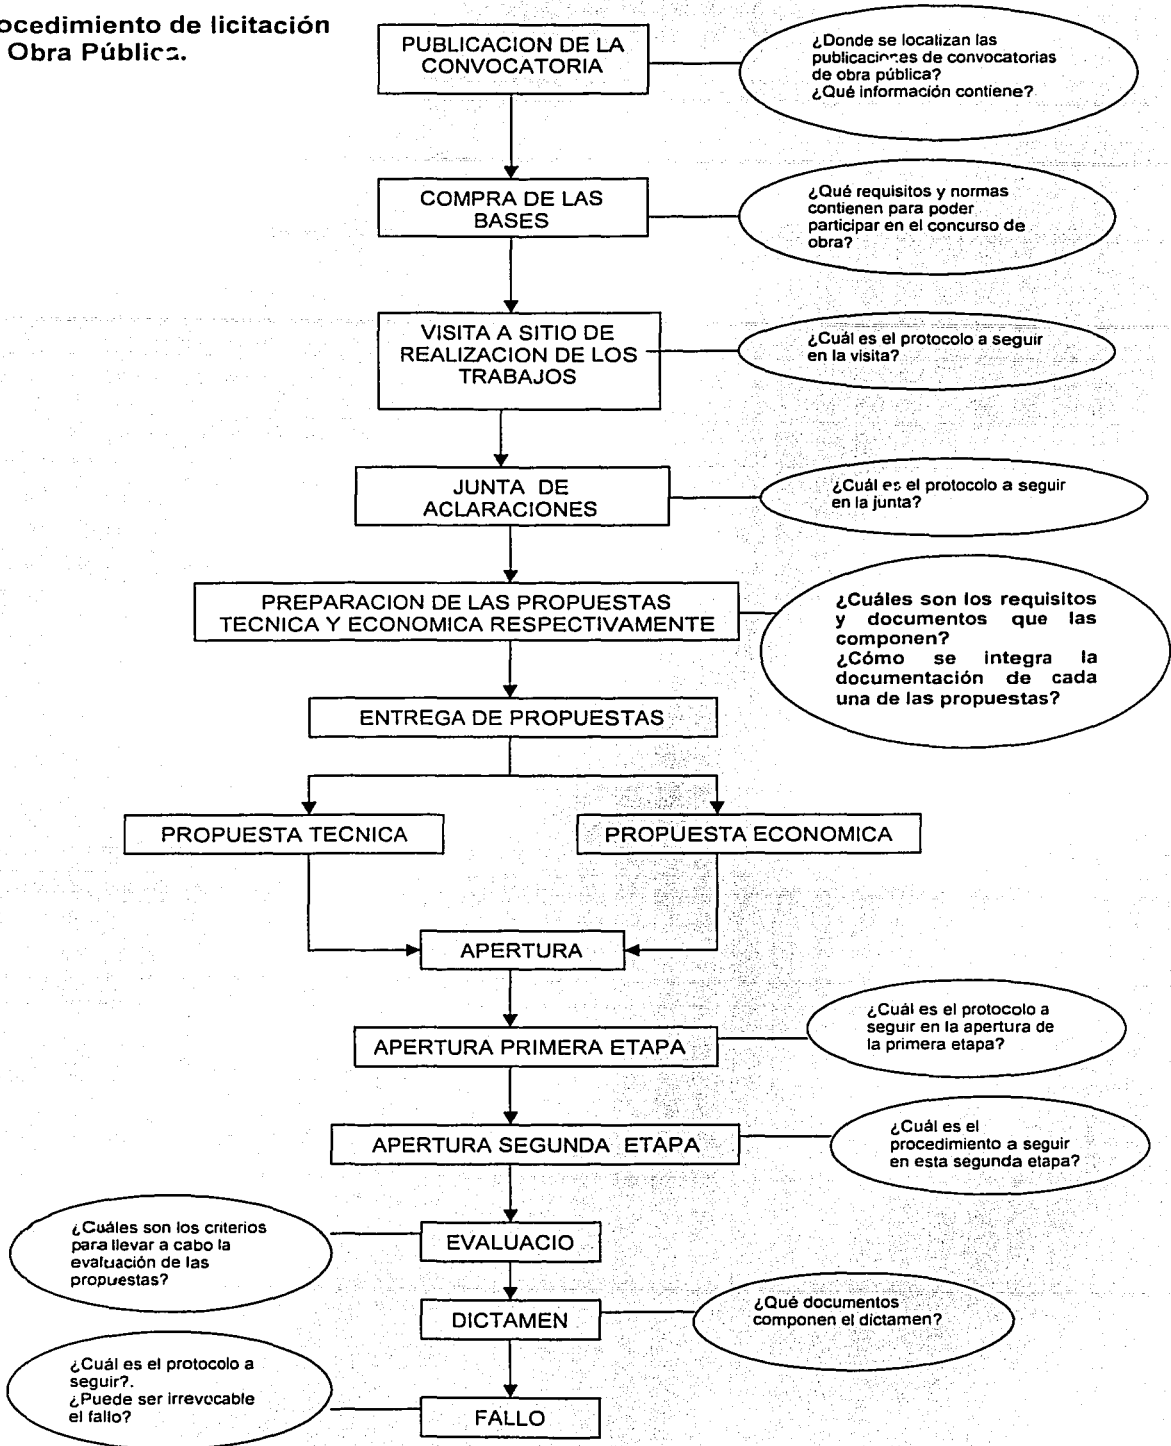 ocedimiento de licitación
Obra Pública.
PUBLICACION DE LA
CONVOCATORIA
¿Donde se localizan las
publicaciones de convocatorias
de obra pública?
¿Qué información contiene?
COMPRA DE LAS
BASES
¿Qué requisitos y normas
contienen para poder
participar en el concurso de
obra?
VISITA A SITIO DE
REALIZACION DE LOS
TRABAJOS
¿Cuál es el protocolo a seguir
en la visita?
JUNTA DE
ACLARACIONES
¿Cuál es el protocolo a seguir
en la junta?
PREPARACION DE LAS PROPUESTAS
TECNICA Y ECONOMICA RESPECTIVAMENTE
¿Cuáles son los requisitos
y documentos que las
componen?
¿Cómo se integra la
documentación de cada
una de las propuestas?
ENTREGA DE PROPUESTAS
PROPUESTA TECNICA
PROPUESTA ECONOMICA
APERTURA
APERTURA PRIMERA ETAPA
¿Cuál es el protocolo a
seguir en la apertura de
la primera etapa?
APERTURA SEGUNDA ETAPA
¿Cuál es el
procedimiento a seguir
en esta segunda etapa?
¿Cuáles son los criterios
para llevar a cabo la
evaluación de las
propuestas?
EVALUACIO
DICTAMEN
¿Qué documentos
componen el dictamen?
¿Cuál es el protocolo a
seguir?.
¿Puede ser irrevocable
el fallo?
FALLO